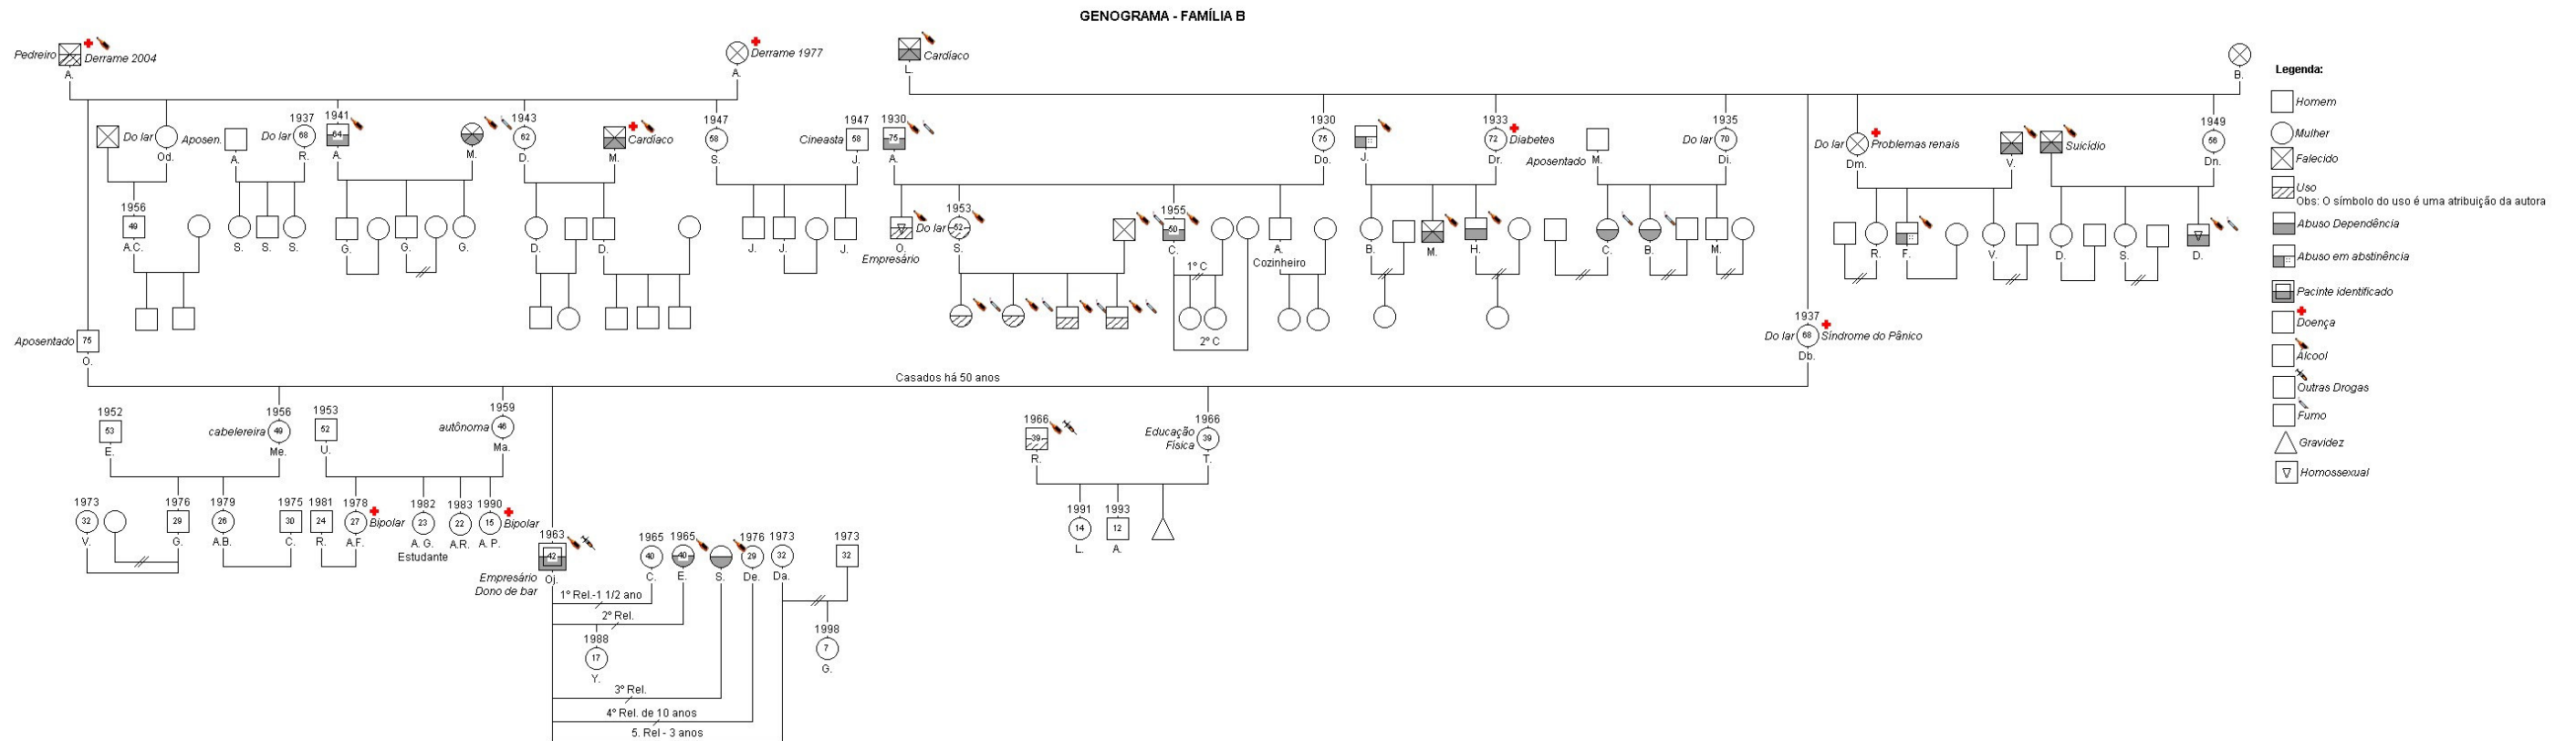 GENOGRAMA - FAMÍLIA B
Pedreiro
Derrame 2004
A.
Derrame 1977
A.
Cardíaco
L.
B.
Do lar
Od.
Aposen.
A.
1937
Do lar
68
R.
1941
64
A.
M.
1943
62
D.
Cardíaco
M.
1947
58
S.
1947
Cineasta
58
J.
1930
75
A.
1930
75
Do.
J.
1933
72
Diabetes
Dr.
Aposentado
M.
1935
Do lar
70
Di.
Do lar
Problemas renais
Dm.
V.
Suicídio
1949
56
Dn.
1956
49
A.C.
S.
S.
S.
G.
G.
G.
D.
D.
J.
J.
J.
O.
Empresário
1953
Do lar
52
S.
1955
50
C.
1º C
2º C
A.
Cozinheiro
B.
M.
H.
C.
B.
M.
R.
F.
V.
D.
S.
D.
Aposentado
75
O.
1937
Do lar
68
Síndrome do Pânico
Db.
Casados há 50 anos
1952
53
E.
1956
cabelereira
49
Me.
1953
52
U.
1959
autônoma
46
Ma.
1966
39
R.
1966
Educação
Física
39
T.
1973
32
V.
1976
29
G.
1979
26
A.B.
1975
30
C.
1981
24
R.
1978
27
Bipolar
A.F.
1982
23
A. G.
Estudante
1983
22
A.R.
1990
15
Bipolar
A. P.
1991
14
L.
1993
12
A.
1963
42
Empresário
Dono de bar
Oj.
1965
40
C.
1965
40
E.
S.
1976
29
De.
1973
32
Da.
1973
32
1º Rel.-1 1/2 ano
2º Rel.
1988
17
Y.
1998
7
G.
3º Rel.
4º Rel. de 10 anos
5. Rel - 3 anos
Legenda:
Homem
Mulher
Falecido
Uso
Obs: O símbolo do uso é uma atribuição da autora
Abuso Dependência
Abuso em abstinência
Pacinte identificado
Doença
Álcool
Outras Drogas
Fumo
Gravidez
Homossexual